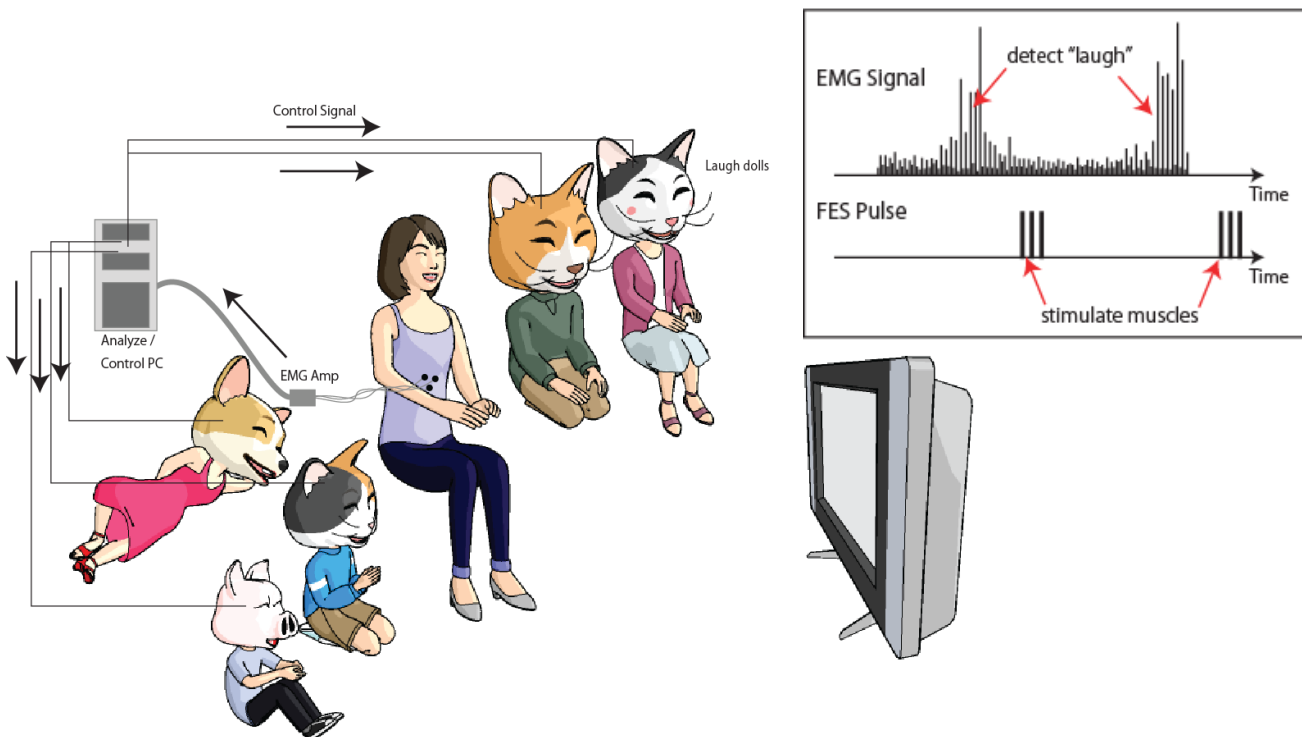 Control Signal
Laugh dolls
Analyze /
Control PC
EMG Amp
EMG Signal
detect “laugh”
Time
FES Pulse
Time
stimulate muscles